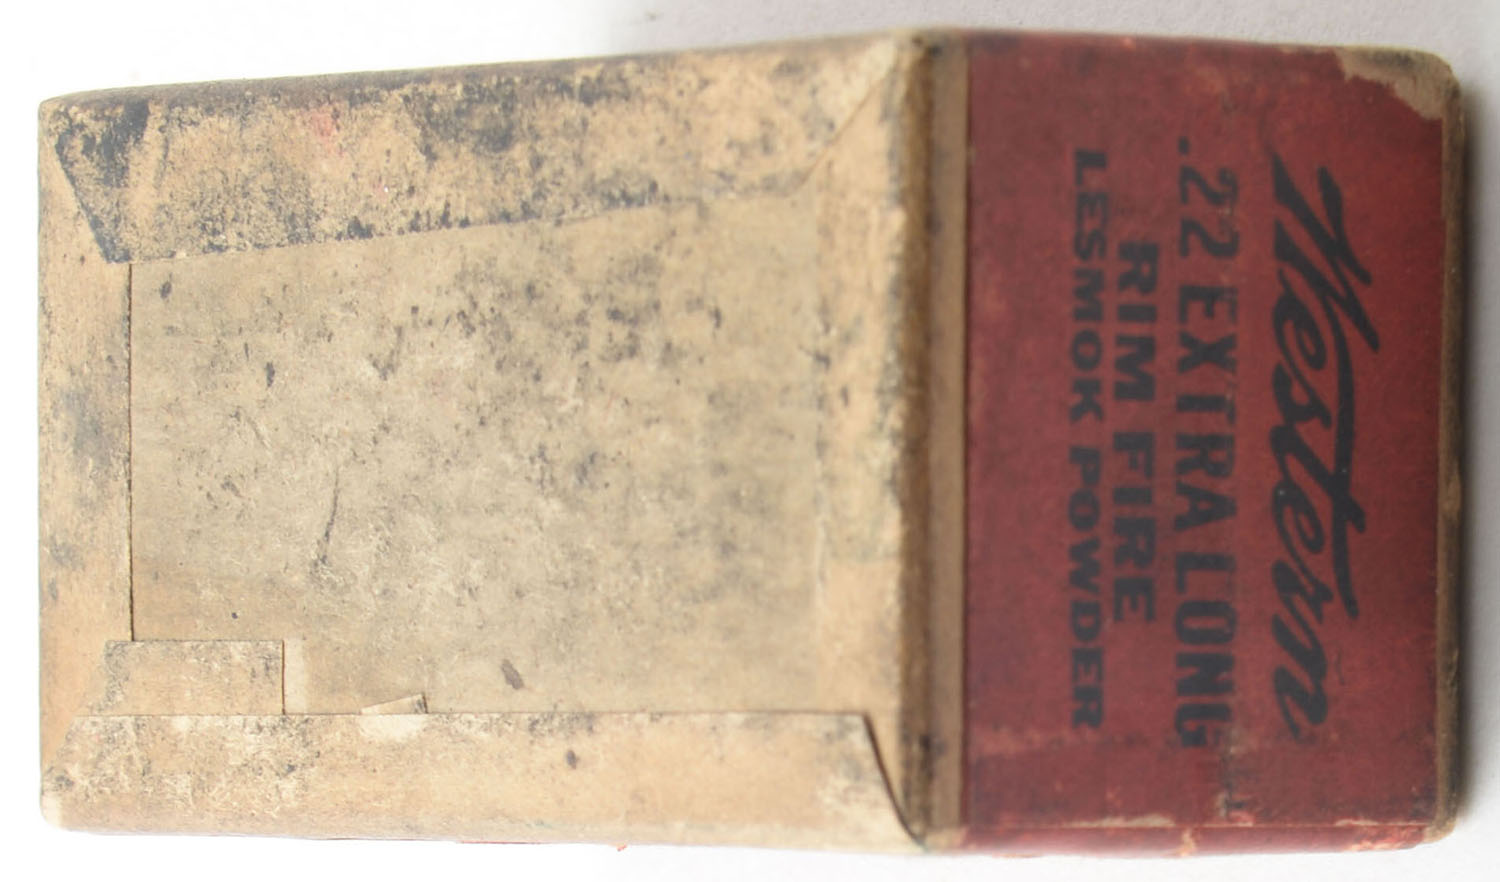 Western
.22 EXTRA LONG
RIM FIRE
LESMOK POWDER